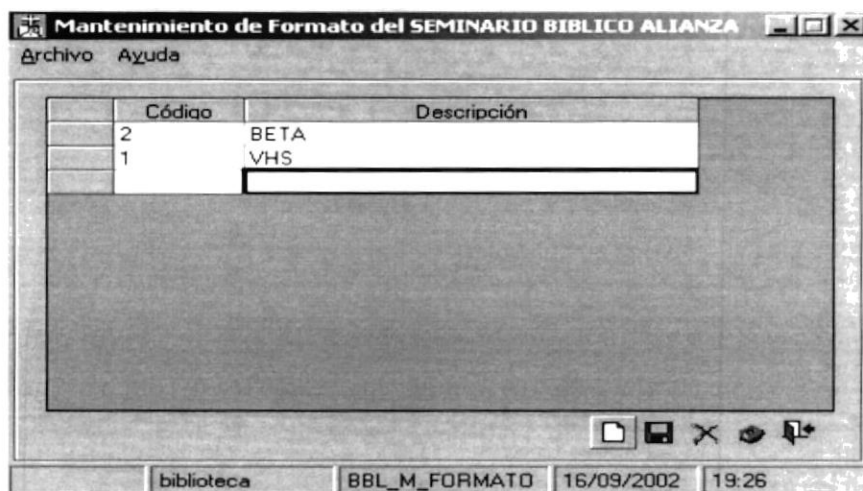 Mantenimiento de Formato del SEMINARIO BIBLICO ALIANZA
Archivo Ayuda
Código Descripción
2 BETA
1 VHS
biblioteca BBL_M_FORMATO 16/09/2002 19:26